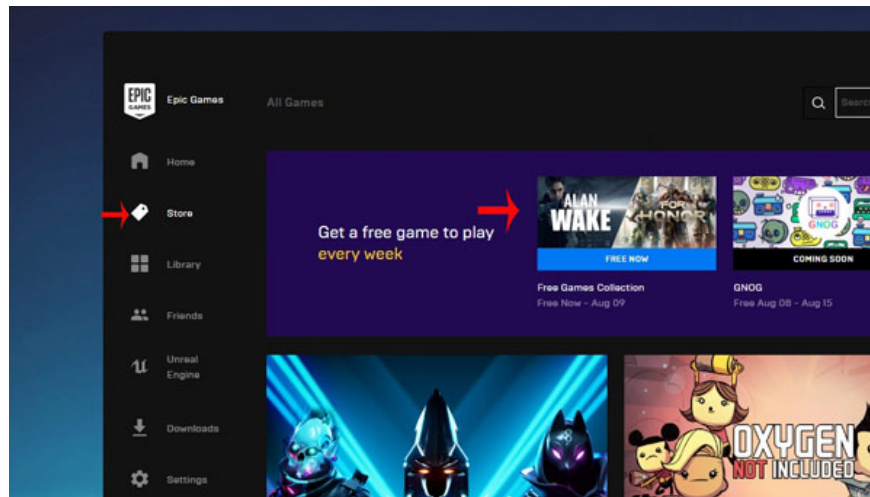 EPIC
GAMES
Epic Games
All Games
Search
Home
Store
Library
Friends
Unreal
Engine
Downloads
Settings
Get a free game to play
every week
ALAN
WAKE
FOR
HONOR
FREE NOW
Free Games Collection
Free Now - Aug 09
GNOG
COMING SOON
GNOG
Free Aug 08 - Aug 15
OXYGEN
NOT INCLUDED